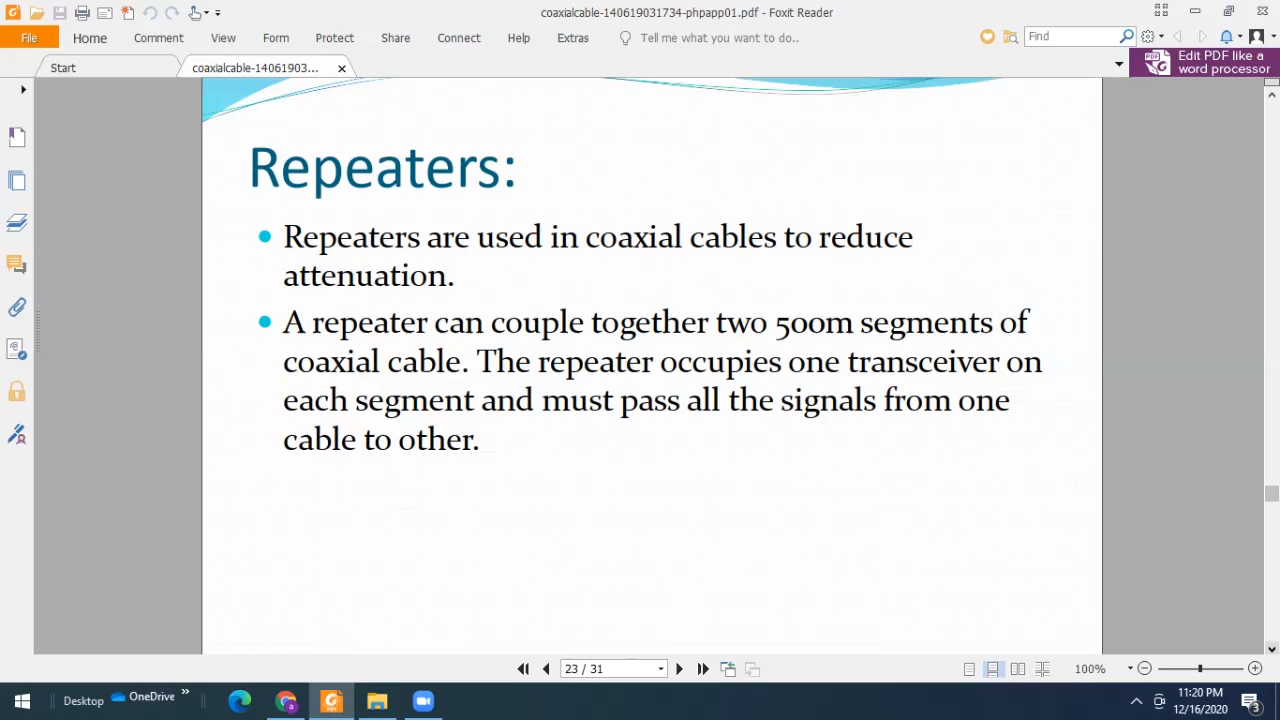 coaxialcable-140619031734-phpapp01.pdf - Foxit Reader
File Home Comment View Form Protect Share Connect Help Extras Tell me what you want to do.. Find
Start coaxialcable-14061903... Edit PDF like a
word processor
Repeaters:
Repeaters are used in coaxial cables to reduce
attenuation.
A repeater can couple together two 500m segments of
coaxial cable. The repeater occupies one transceiver on
each segment and must pass all the signals from one
cable to other.
23 / 31 100%
Desktop OneDrive 11:20 PM
12/16/2020 3